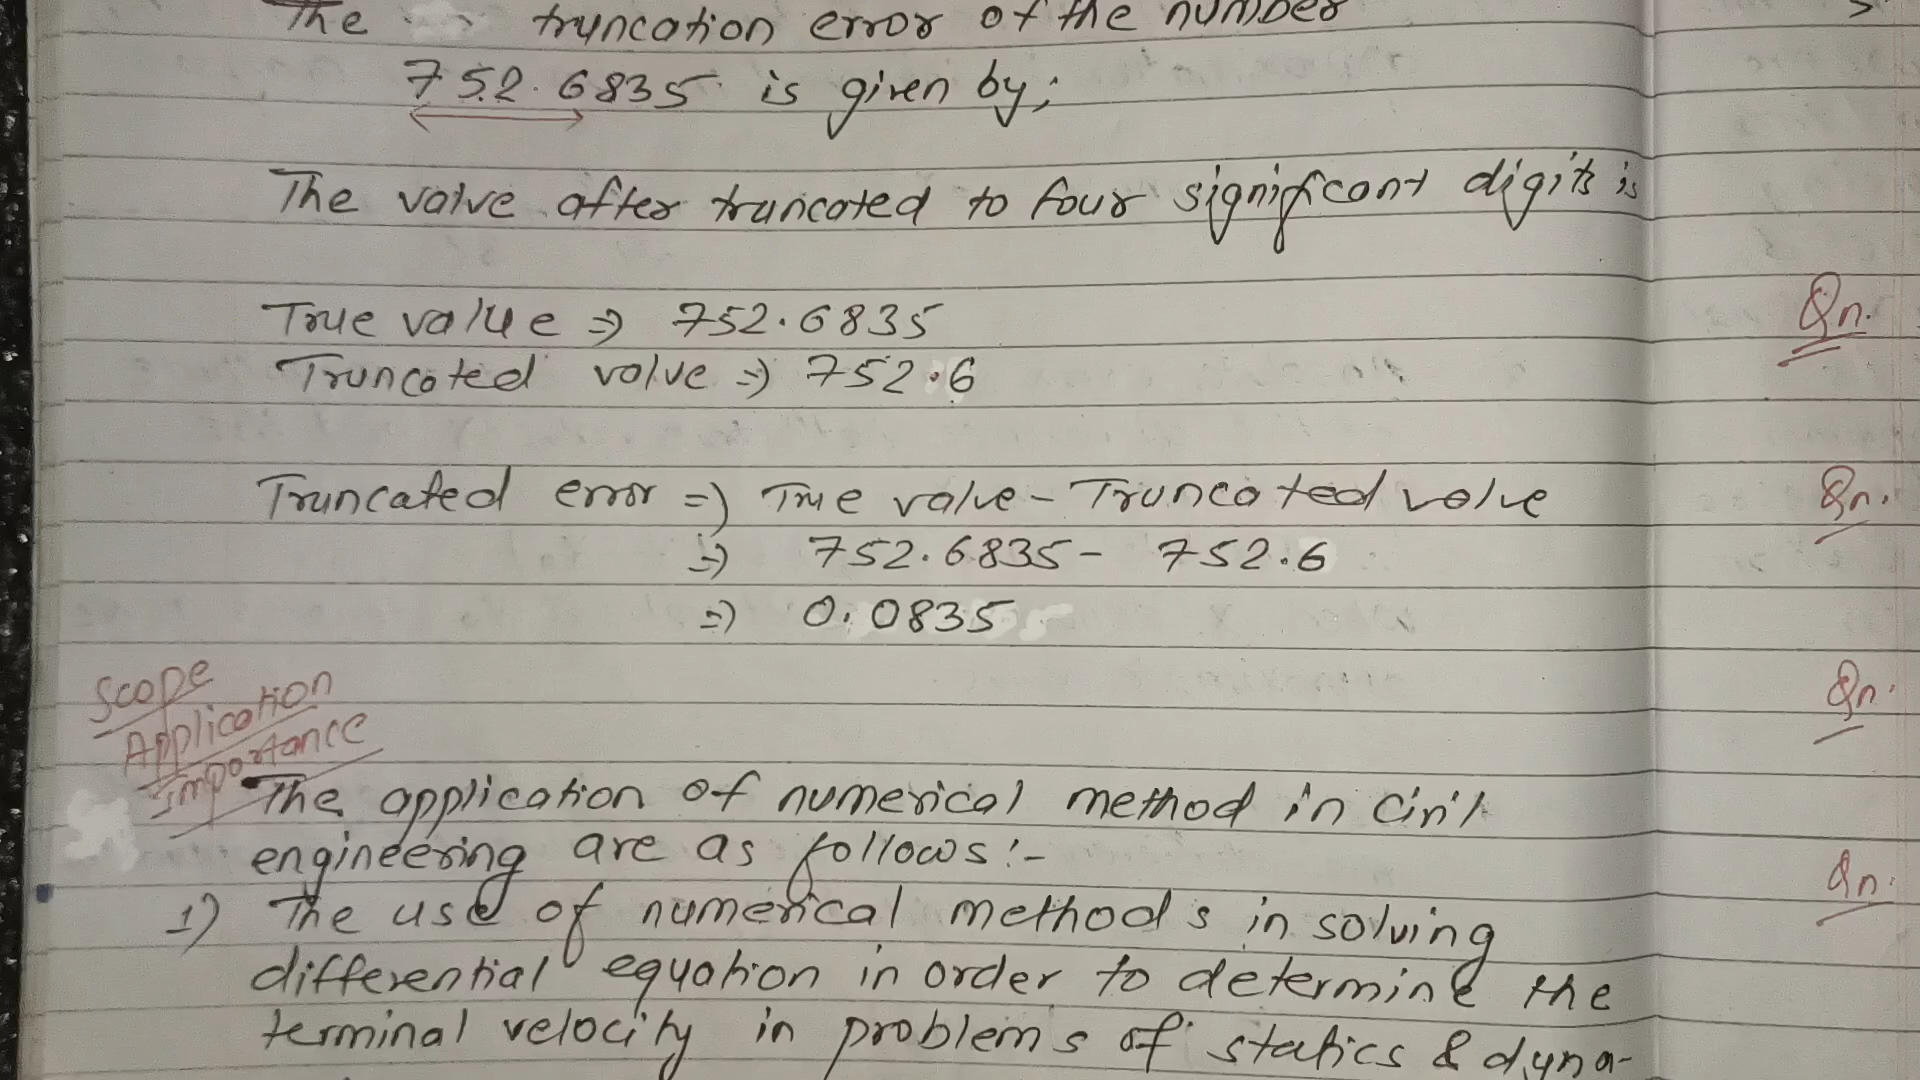 The truncation error of the number
752.6835 is given by;
The value after truncated to four significant digits is
True value => 752.6835
Qn.
Truncated value => 752.6
Truncated error => True value - Truncated value
Qn.
=> 752.6835 - 752.6
=> 0.0835
Scope
Qn.
Application
Importance
The application of numerical method in Civil
engineering are as follows:-
Qn.
1) The use of numerical methods in solving
differential equation in order to determine the
terminal velocity in problems of statics & dyna-